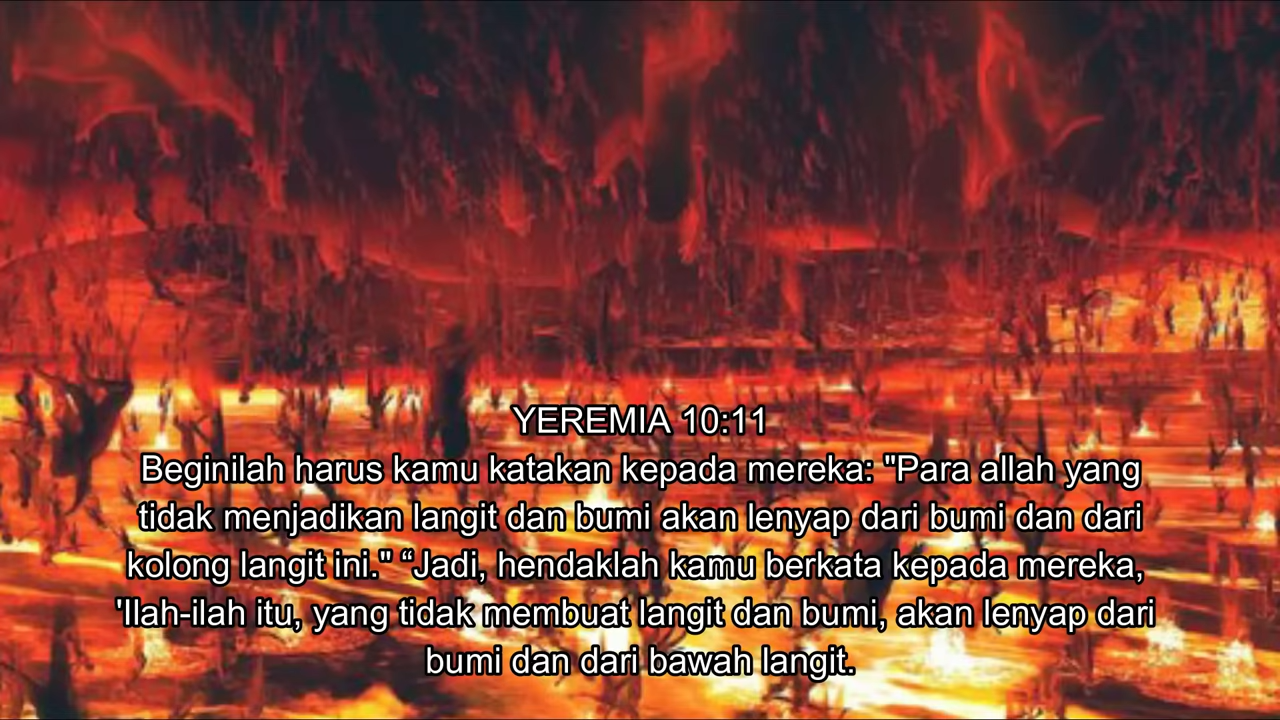 YEREMIA 10:11
Beginilah harus kamu katakan kepada mereka: "Para allah yang
tidak menjadikan langit dan bumi akan lenyap dari bumi dan dari
kolong langit ini." “Jadi, hendaklah kamu berkata kepada mereka,
'Ilah-ilah itu, yang tidak membuat langit dan bumi, akan lenyap dari
bumi dan dari bawah langit.